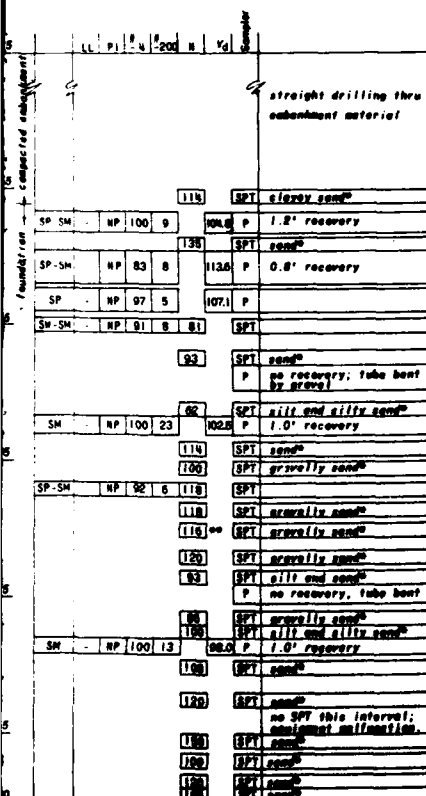 LL PI #-4 #-200 N γd Sampler
straight drilling thru
embankment material
foundation + compacted embankment
114 SPT clayey sand*
SP-SM - NP 100 9 P 1.2' recovery
135 SPT sand*
SP-SM - NP 83 8 113.6 P 0.8' recovery
SP - NP 97 5 107.1 P
SW-SM - NP 91 8 81 SPT
93 SPT sand*
P no recovery; tube bent
by gravel
62 SPT silt and silty sand*
SM - NP 100 23 102.5 P 1.0' recovery
114 SPT sand*
100 SPT gravelly sand*
SP-SM NP 92 6 118 SPT
118 SPT gravelly sand*
116 ** SPT gravelly sand*
120 SPT gravelly sand*
93 SPT silt and sand*
P no recovery, tube bent
SPT gravelly sand*
SPT silt and silty sand*
SM - NP 100 13 98.0 P 1.0' recovery
SPT sand*
120 SPT sand*
no SPT this interval;
equipment malfunction.
SPT sand*
SPT sand*
SPT sand*